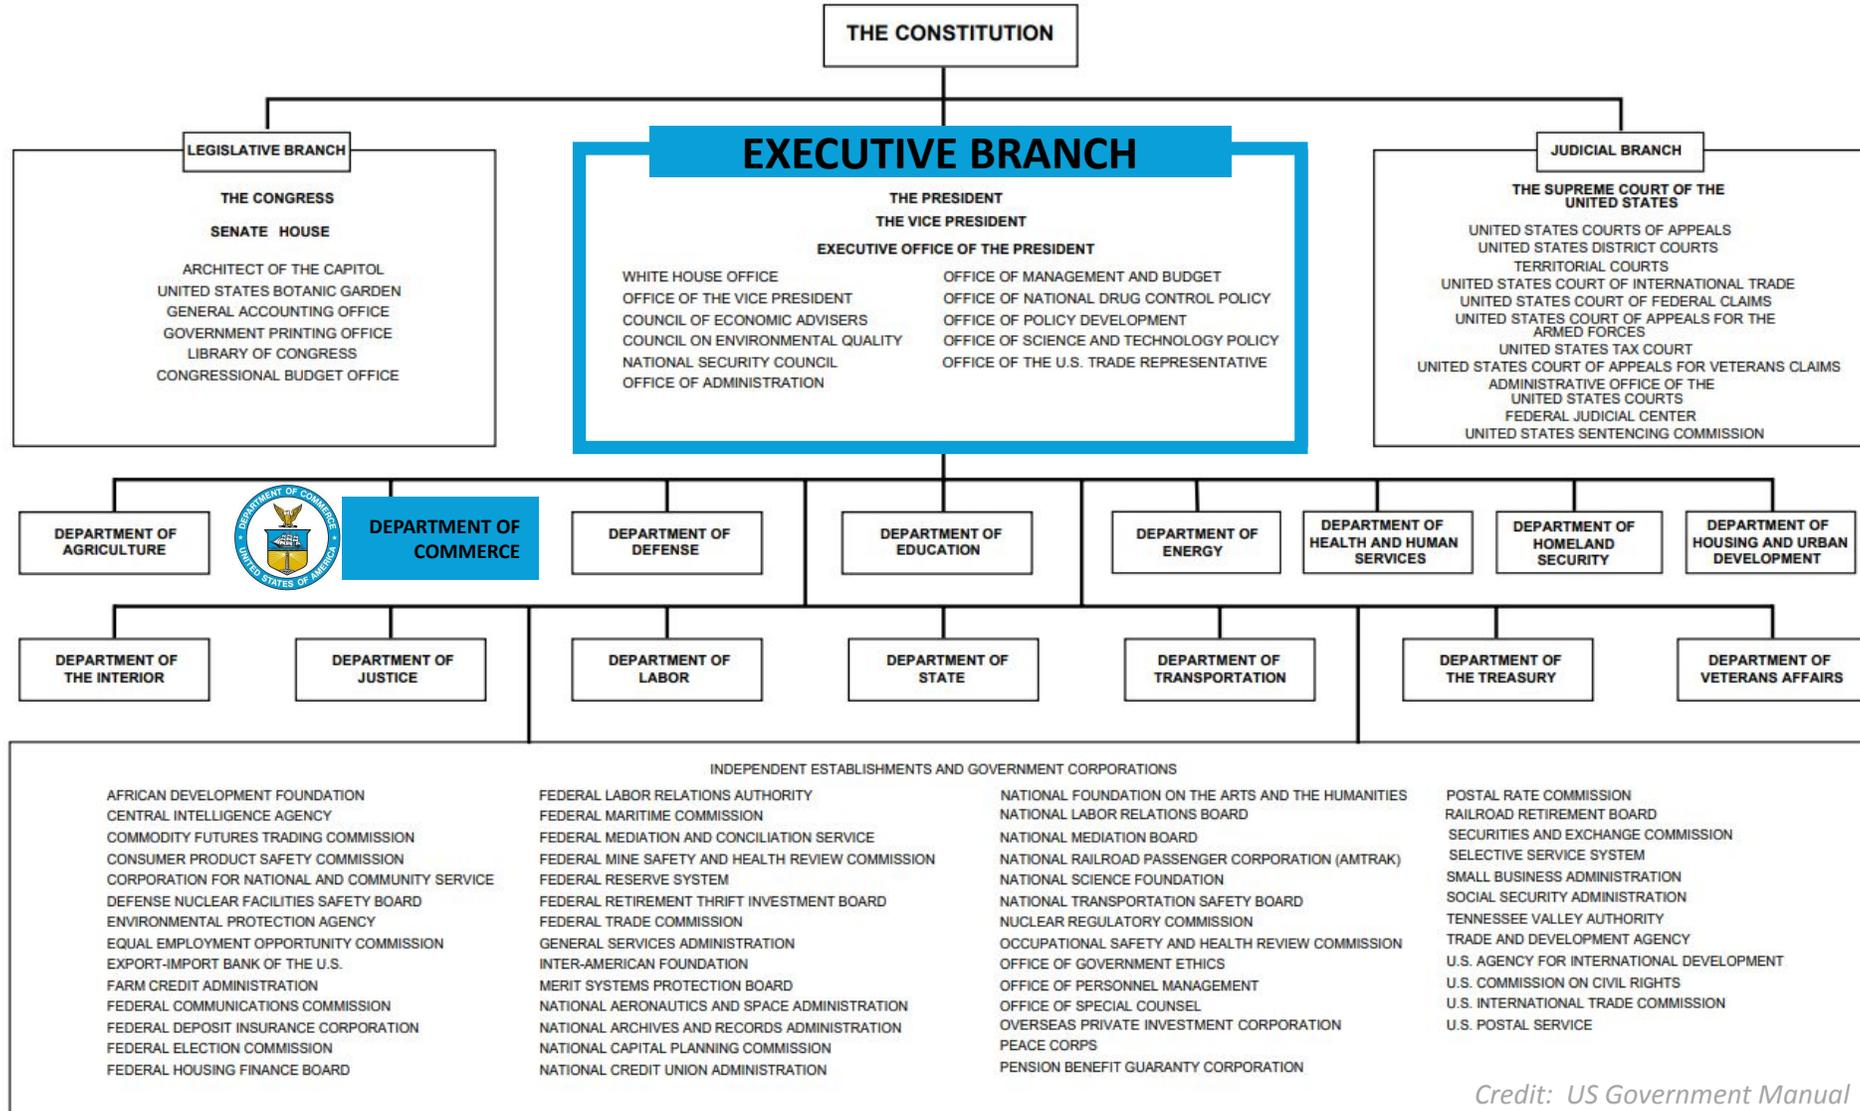 THE CONSTITUTION
LEGISLATIVE BRANCH
THE CONGRESS
SENATE HOUSE
ARCHITECT OF THE CAPITOL
UNITED STATES BOTANIC GARDEN
GENERAL ACCOUNTING OFFICE
GOVERNMENT PRINTING OFFICE
LIBRARY OF CONGRESS
CONGRESSIONAL BUDGET OFFICE
EXECUTIVE BRANCH
THE PRESIDENT
THE VICE PRESIDENT
EXECUTIVE OFFICE OF THE PRESIDENT
WHITE HOUSE OFFICE
OFFICE OF THE VICE PRESIDENT
COUNCIL OF ECONOMIC ADVISERS
COUNCIL ON ENVIRONMENTAL QUALITY
NATIONAL SECURITY COUNCIL
OFFICE OF ADMINISTRATION
OFFICE OF MANAGEMENT AND BUDGET
OFFICE OF NATIONAL DRUG CONTROL POLICY
OFFICE OF POLICY DEVELOPMENT
OFFICE OF SCIENCE AND TECHNOLOGY POLICY
OFFICE OF THE U.S. TRADE REPRESENTATIVE
JUDICIAL BRANCH
THE SUPREME COURT OF THE
UNITED STATES
UNITED STATES COURTS OF APPEALS
UNITED STATES DISTRICT COURTS
TERRITORIAL COURTS
UNITED STATES COURT OF INTERNATIONAL TRADE
UNITED STATES COURT OF FEDERAL CLAIMS
UNITED STATES COURT OF APPEALS FOR THE
ARMED FORCES
UNITED STATES TAX COURT
UNITED STATES COURT OF APPEALS FOR VETERANS CLAIMS
ADMINISTRATIVE OFFICE OF THE
UNITED STATES COURTS
FEDERAL JUDICIAL CENTER
UNITED STATES SENTENCING COMMISSION
DEPARTMENT OF
AGRICULTURE
DEPARTMENT OF COMMERCE
UNITED STATES OF AMERICA
DEPARTMENT OF
COMMERCE
DEPARTMENT OF
DEFENSE
DEPARTMENT OF
EDUCATION
DEPARTMENT OF
ENERGY
DEPARTMENT OF
HEALTH AND HUMAN
SERVICES
DEPARTMENT OF
HOMELAND
SECURITY
DEPARTMENT OF
HOUSING AND URBAN
DEVELOPMENT
DEPARTMENT OF
THE INTERIOR
DEPARTMENT OF
JUSTICE
DEPARTMENT OF
LABOR
DEPARTMENT OF
STATE
DEPARTMENT OF
TRANSPORTATION
DEPARTMENT OF
THE TREASURY
DEPARTMENT OF
VETERANS AFFAIRS
INDEPENDENT ESTABLISHMENTS AND GOVERNMENT CORPORATIONS
AFRICAN DEVELOPMENT FOUNDATION
CENTRAL INTELLIGENCE AGENCY
COMMODITY FUTURES TRADING COMMISSION
CONSUMER PRODUCT SAFETY COMMISSION
CORPORATION FOR NATIONAL AND COMMUNITY SERVICE
DEFENSE NUCLEAR FACILITIES SAFETY BOARD
ENVIRONMENTAL PROTECTION AGENCY
EQUAL EMPLOYMENT OPPORTUNITY COMMISSION
EXPORT-IMPORT BANK OF THE U.S.
FARM CREDIT ADMINISTRATION
FEDERAL COMMUNICATIONS COMMISSION
FEDERAL DEPOSIT INSURANCE CORPORATION
FEDERAL ELECTION COMMISSION
FEDERAL HOUSING FINANCE BOARD
FEDERAL LABOR RELATIONS AUTHORITY
FEDERAL MARITIME COMMISSION
FEDERAL MEDIATION AND CONCILIATION SERVICE
FEDERAL MINE SAFETY AND HEALTH REVIEW COMMISSION
FEDERAL RESERVE SYSTEM
FEDERAL RETIREMENT THRIFT INVESTMENT BOARD
FEDERAL TRADE COMMISSION
GENERAL SERVICES ADMINISTRATION
INTER-AMERICAN FOUNDATION
MERIT SYSTEMS PROTECTION BOARD
NATIONAL AERONAUTICS AND SPACE ADMINISTRATION
NATIONAL ARCHIVES AND RECORDS ADMINISTRATION
NATIONAL CAPITAL PLANNING COMMISSION
NATIONAL CREDIT UNION ADMINISTRATION
NATIONAL FOUNDATION ON THE ARTS AND THE HUMANITIES
NATIONAL LABOR RELATIONS BOARD
NATIONAL MEDIATION BOARD
NATIONAL RAILROAD PASSENGER CORPORATION (AMTRAK)
NATIONAL SCIENCE FOUNDATION
NATIONAL TRANSPORTATION SAFETY BOARD
NUCLEAR REGULATORY COMMISSION
OCCUPATIONAL SAFETY AND HEALTH REVIEW COMMISSION
OFFICE OF GOVERNMENT ETHICS
OFFICE OF PERSONNEL MANAGEMENT
OFFICE OF SPECIAL COUNSEL
OVERSEAS PRIVATE INVESTMENT CORPORATION
PEACE CORPS
PENSION BENEFIT GUARANTY CORPORATION
POSTAL RATE COMMISSION
RAILROAD RETIREMENT BOARD
SECURITIES AND EXCHANGE COMMISSION
SELECTIVE SERVICE SYSTEM
SMALL BUSINESS ADMINISTRATION
SOCIAL SECURITY ADMINISTRATION
TENNESSEE VALLEY AUTHORITY
TRADE AND DEVELOPMENT AGENCY
U.S. AGENCY FOR INTERNATIONAL DEVELOPMENT
U.S. COMMISSION ON CIVIL RIGHTS
U.S. INTERNATIONAL TRADE COMMISSION
U.S. POSTAL SERVICE
Credit: US Government Manual